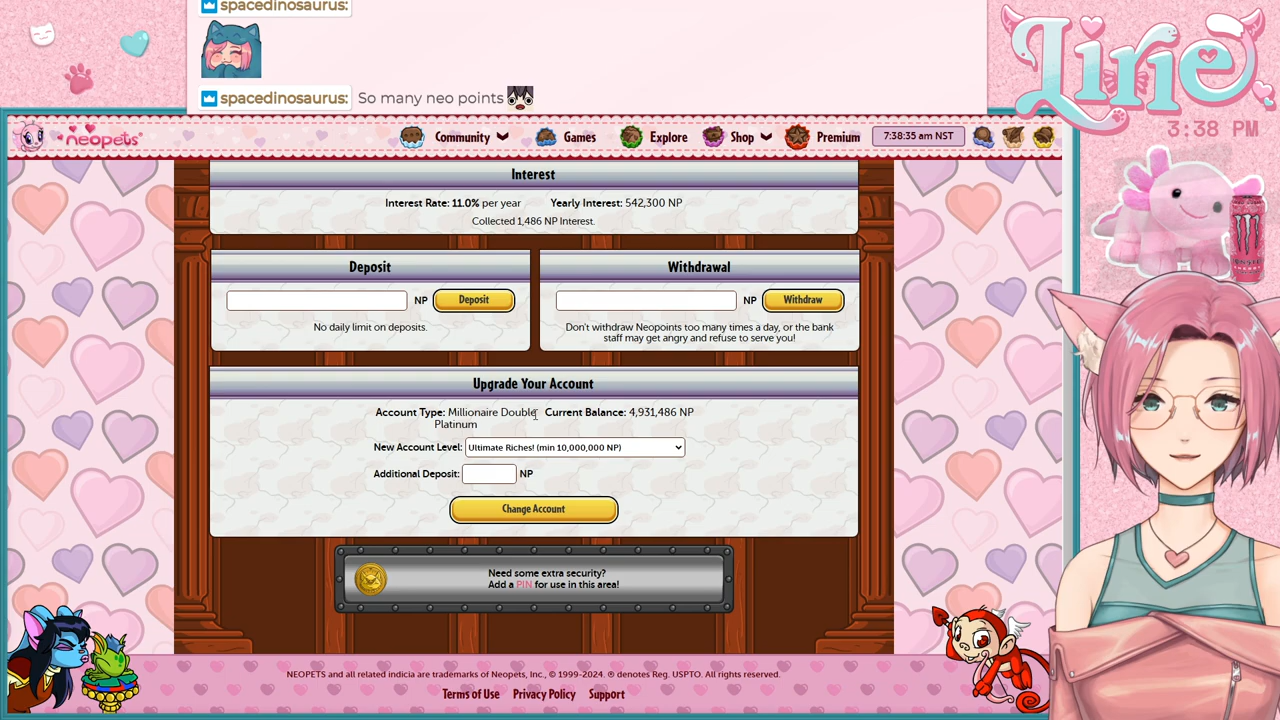 spacedinosaurus:
spacedinosaurus: So many neo points
Lirie
3:38 PM
neopets
Community Games Explore Shop Premium 7:38:35 am NST
Interest
Interest Rate: 11.0% per year Yearly Interest: 542,300 NP
Collected 1,486 NP Interest.
Deposit
NP Deposit
No daily limit on deposits.
Withdrawal
NP Withdraw
Don't withdraw Neopoints too many times a day, or the bank
staff may get angry and refuse to serve you!
Upgrade Your Account
Account Type: Millionaire Double Current Balance: 4,931,486 NP
Platinum
New Account Level: Ultimate Riches! (min 10,000,000 NP)
Additional Deposit: NP
Change Account
Need some extra security?
Add a PIN for use in this area!
NEOPETS and all related indicia are trademarks of Neopets, Inc., © 1999-2024. ® denotes Reg. USPTO. All rights reserved.
Terms of Use Privacy Policy Support